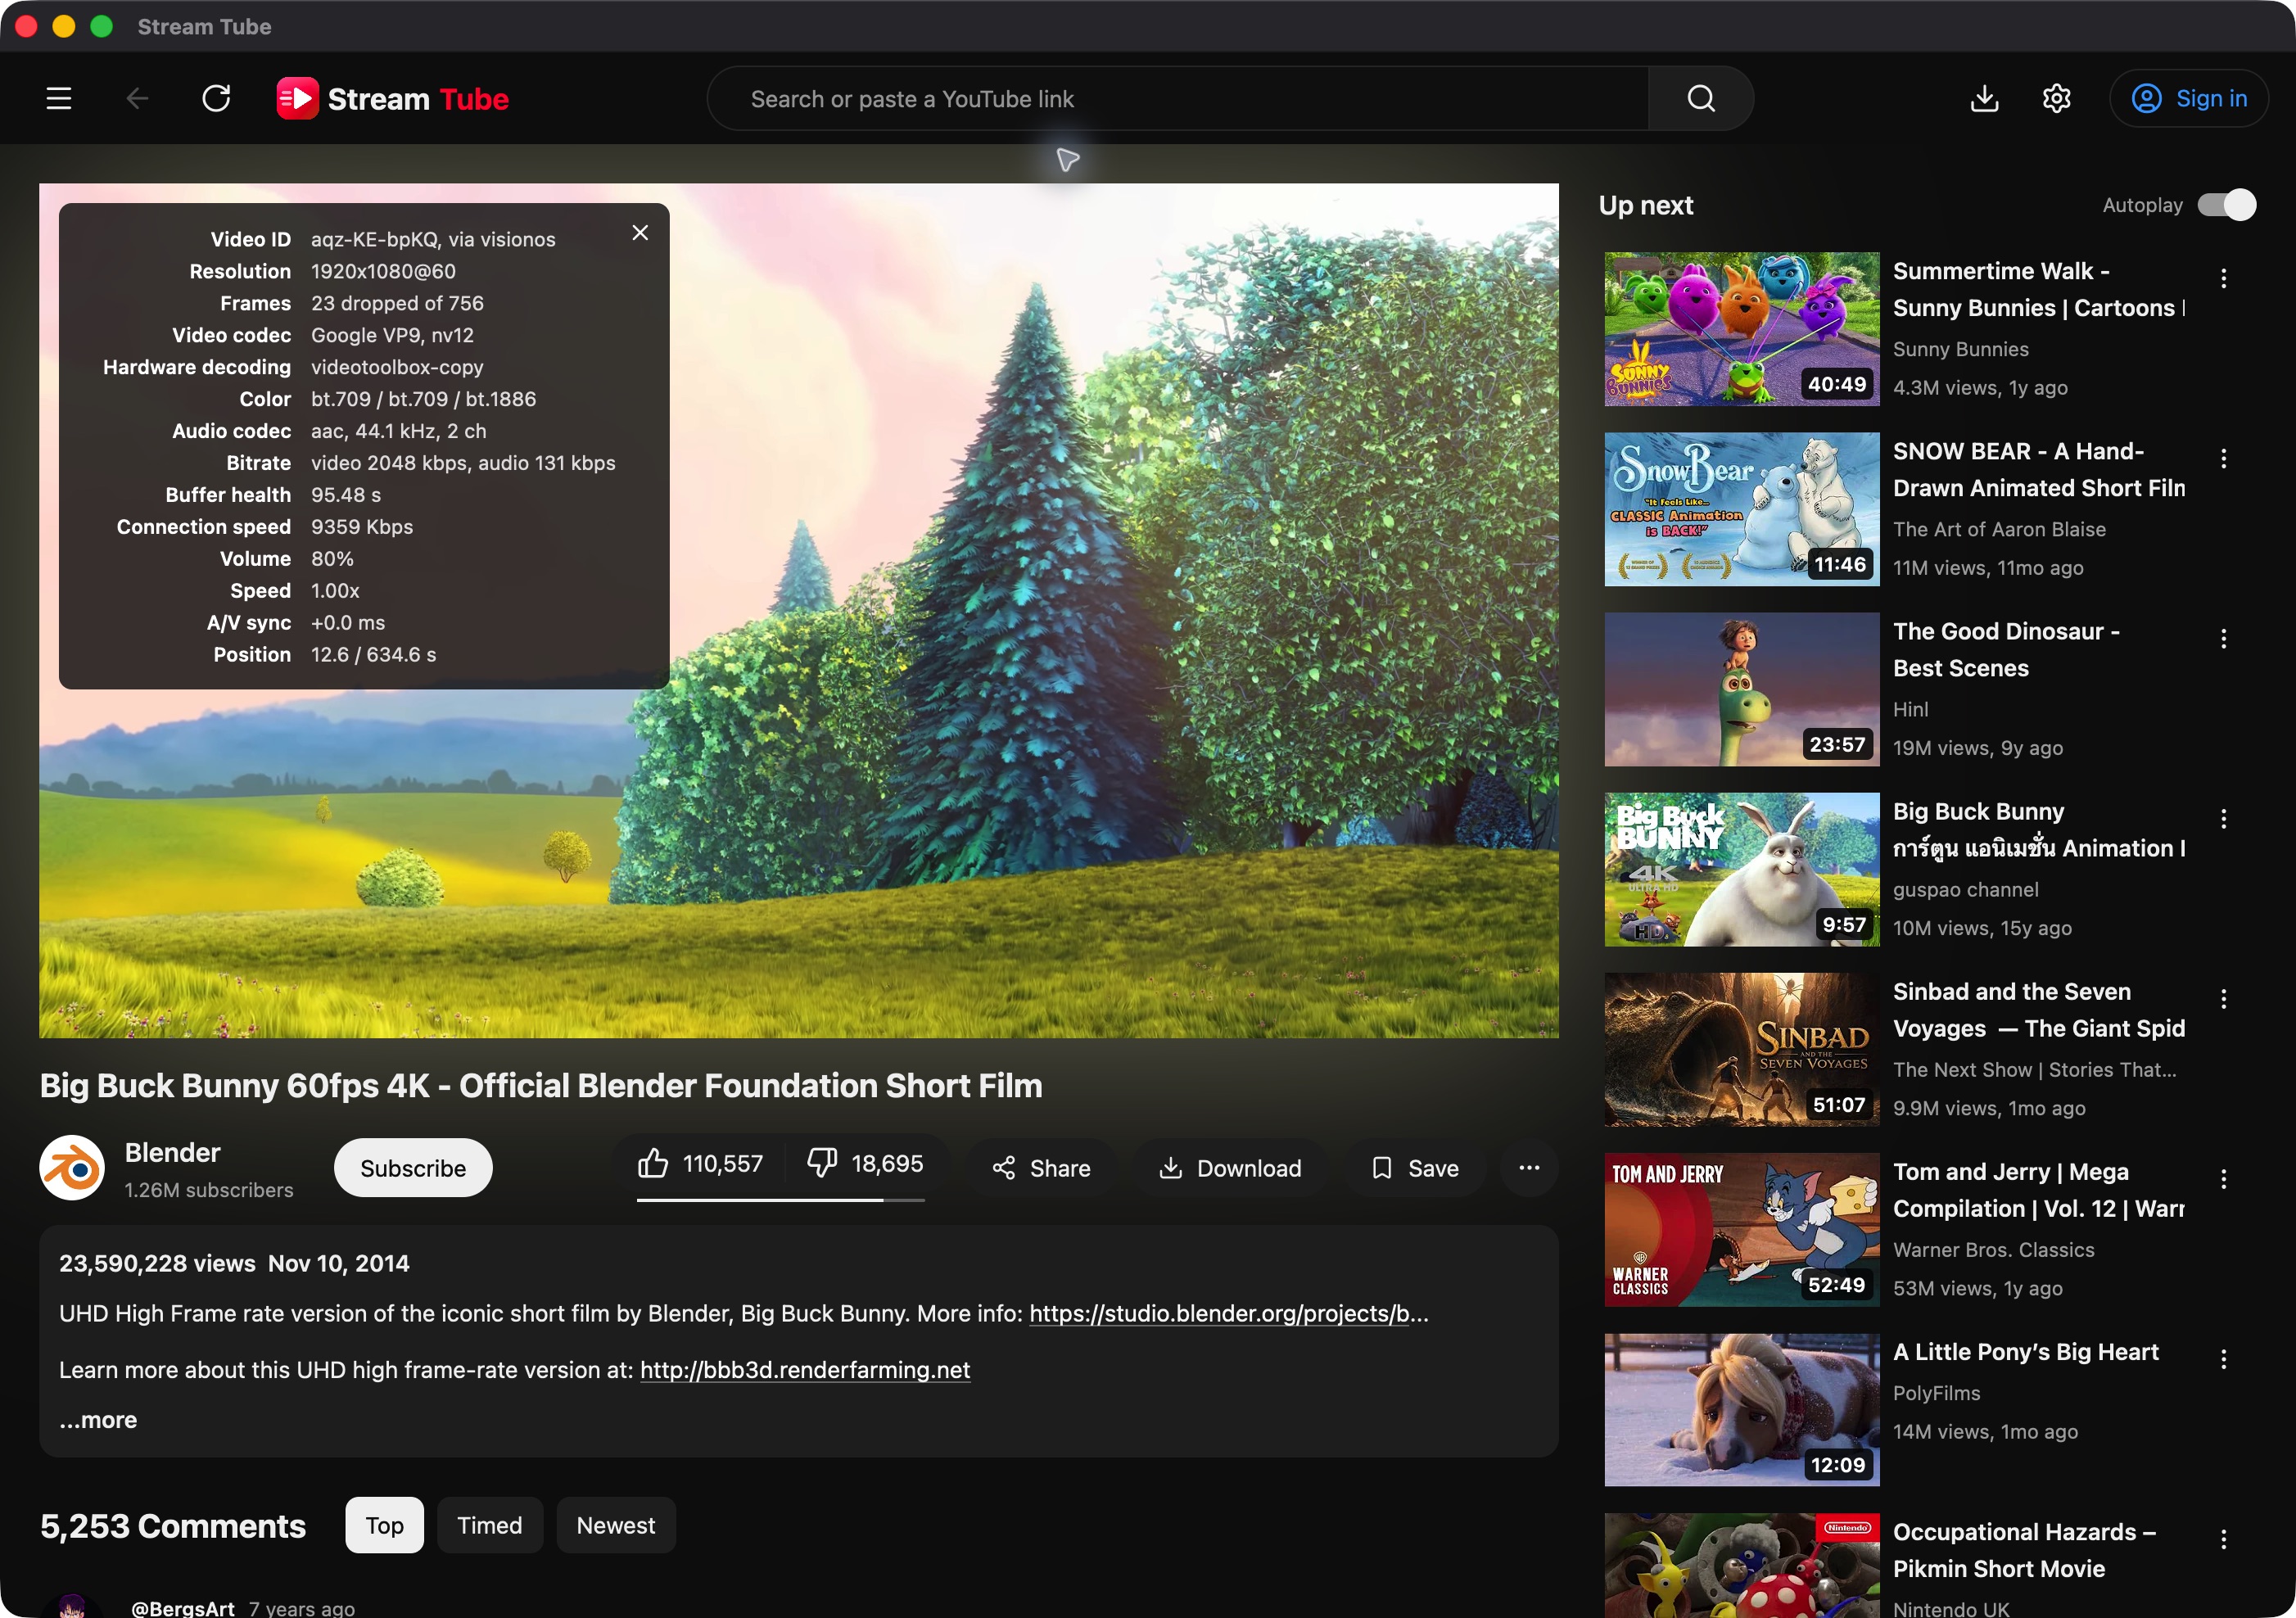 Stream Tube
Stream Tube
Search or paste a YouTube link
Sign in
Video ID aqz-KE-bpKQ, via visionos
Resolution 1920x1080@60
Frames 23 dropped of 756
Video codec Google VP9, nv12
Hardware decoding videotoolbox-copy
Color bt.709 / bt.709 / bt.1886
Audio codec aac, 44.1 kHz, 2 ch
Bitrate video 2048 kbps, audio 131 kbps
Buffer health 95.48 s
Connection speed 9359 Kbps
Volume 80%
Speed 1.00x
A/V sync +0.0 ms
Position 12.6 / 634.6 s
Big Buck Bunny 60fps 4K - Official Blender Foundation Short Film
Blender
1.26M subscribers
Subscribe
110,557
18,695
Share
Download
Save
23,590,228 views Nov 10, 2014
UHD High Frame rate version of the iconic short film by Blender, Big Buck Bunny. More info: https://studio.blender.org/projects/b...
Learn more about this UHD high frame-rate version at: http://bbb3d.renderfarming.net
...more
5,253 Comments
Top
Timed
Newest
@BergsArt 7 years ago
Up next
Autoplay
SUNNY
BUNNIES
40:49
Summertime Walk -
Sunny Bunnies | Cartoons
Sunny Bunnies
4.3M views, 1y ago
SnowBear
"It Feels Like...
CLASSIC Animation
is BACK!"
11:46
SNOW BEAR - A Hand-
Drawn Animated Short Film
The Art of Aaron Blaise
11M views, 11mo ago
23:57
The Good Dinosaur -
Best Scenes
Hinl
19M views, 9y ago
Big Buck
BUNNY
4K
ULTRA HD
HD
9:57
Big Buck Bunny
การ์ตูน แอนิเมชั่น Animation
guspao channel
10M views, 15y ago
SINBAD
AND THE
SEVEN VOYAGES
51:07
Sinbad and the Seven
Voyages — The Giant Spid
The Next Show | Stories That...
9.9M views, 1mo ago
TOM AND JERRY
WB
WARNER
CLASSICS
52:49
Tom and Jerry | Mega
Compilation | Vol. 12 | Warn
Warner Bros. Classics
53M views, 1y ago
12:09
A Little Pony's Big Heart
PolyFilms
14M views, 1mo ago
Nintendo
Occupational Hazards –
Pikmin Short Movie
Nintendo UK